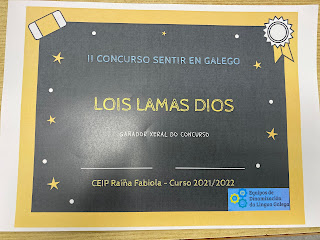 II CONCURSO SENTIR EN GALEGO
LOIS LAMAS DIOS
GAÑADOR XERAL DO CONCURSO
CEIP Raíña Fabiola - Curso 2021/2022
Equipos de
Dinamización
da Lingua Galega